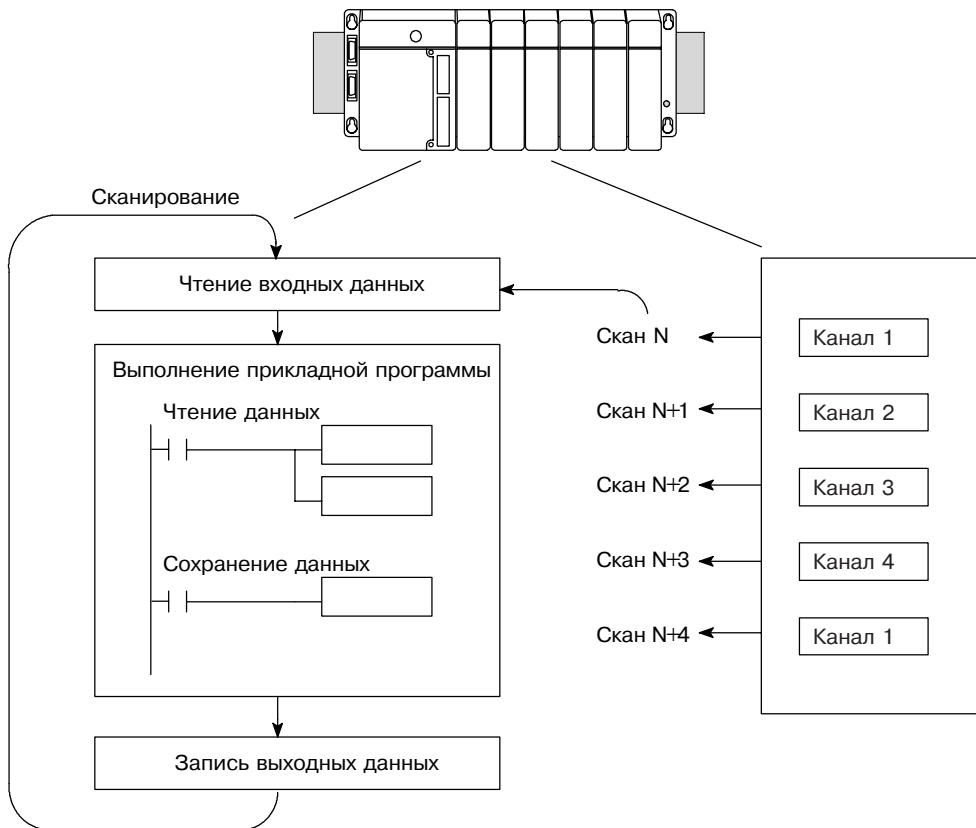 Сканирование
Чтение входных данных
Выполнение прикладной программы
Чтение данных
Сохранение данных
Запись выходных данных
Скан N
Канал 1
Скан N+1
Канал 2
Скан N+2
Канал 3
Скан N+3
Канал 4
Скан N+4
Канал 1